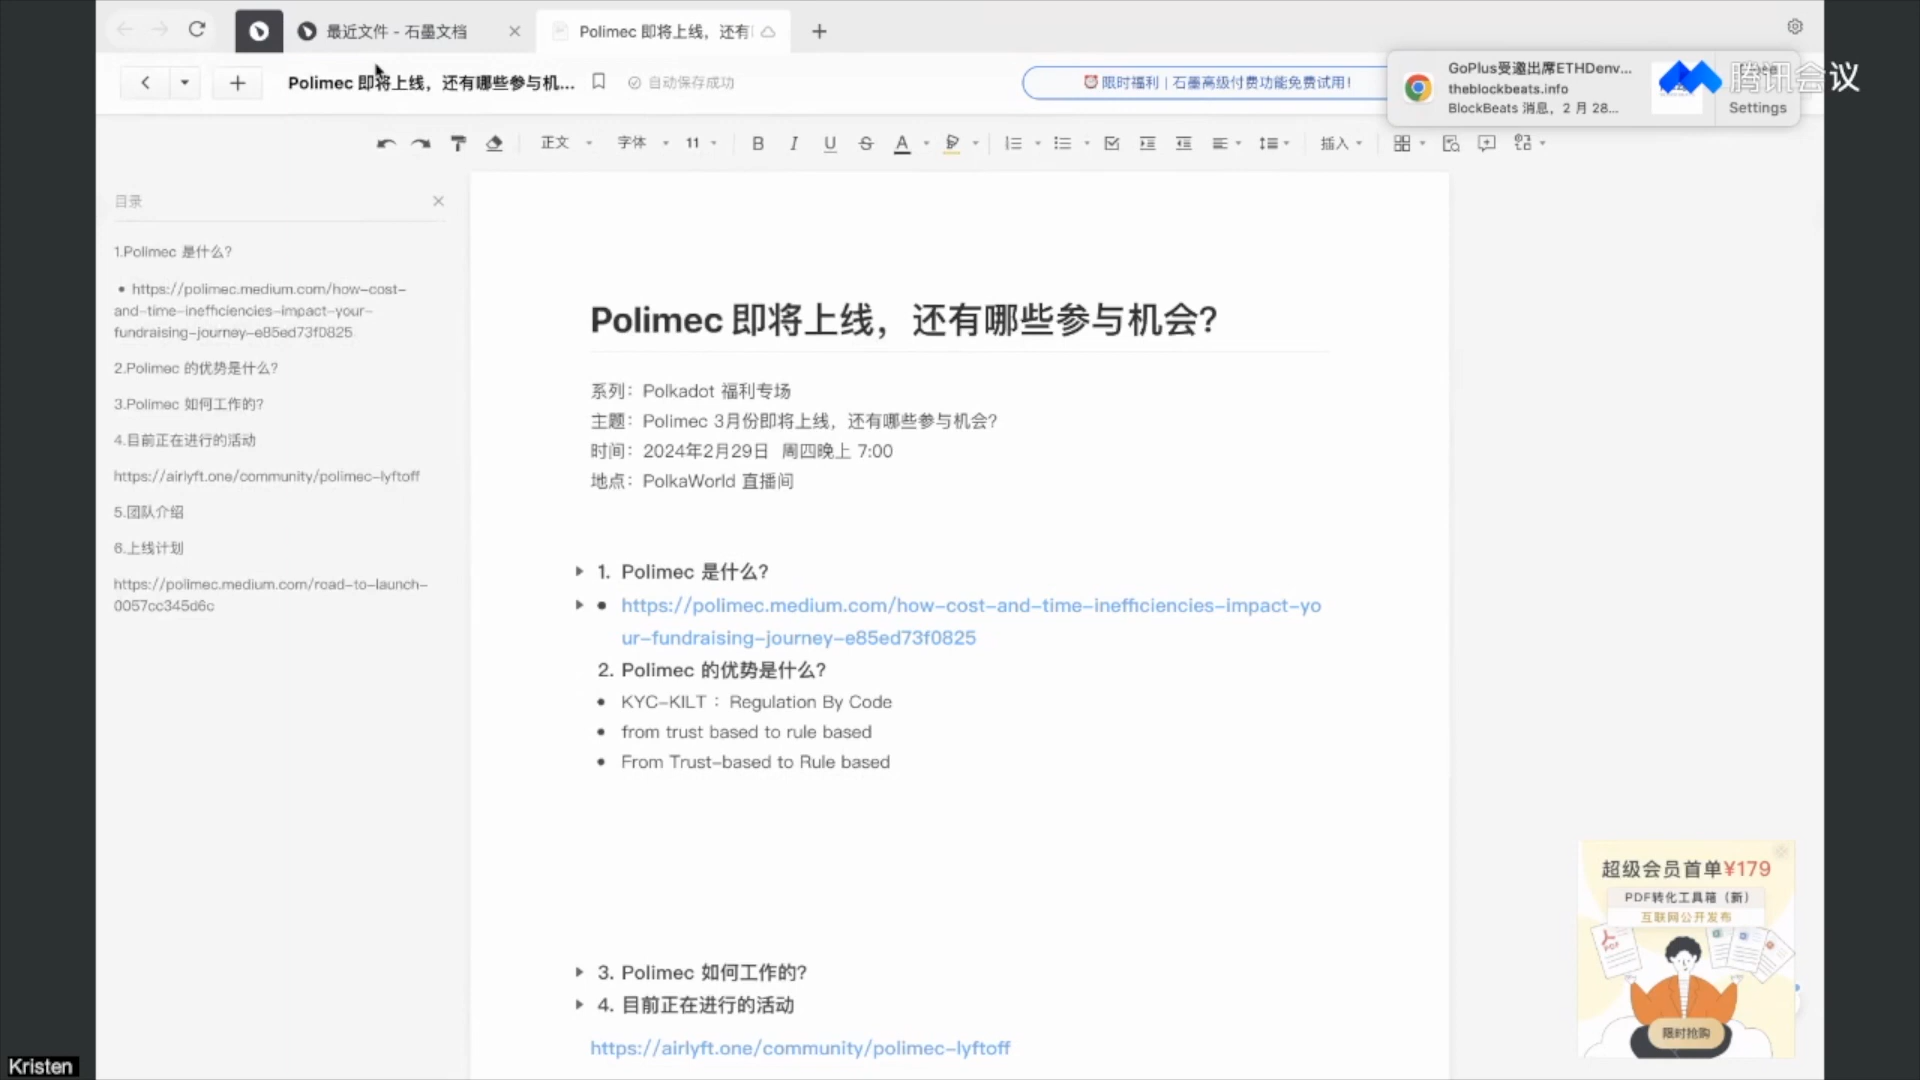 最近文件 - 石墨文档
Polimec 即将上线，还有
Polimec 即将上线，还有哪些参与机...
自动保存成功
限时福利 | 石墨高级付费功能免费试用！
GoPlus受邀出席ETHDenv...
theblockbeats.info
BlockBeats 消息，2 月 28...
腾讯会议
Settings
正文
字体
11
B I U S A
插入
目录
1.Polimec 是什么？
• https://polimec.medium.com/how-cost-
and-time-inefficiencies-impact-your-
fundraising-journey-e85ed73f0825
2.Polimec 的优势是什么？
3.Polimec 如何工作的？
4.目前正在进行的活动
https://airlyft.one/community/polimec-lyftoff
5.团队介绍
6.上线计划
https://polimec.medium.com/road-to-launch-
0057cc345d6c
Polimec 即将上线，还有哪些参与机会？
系列：Polkadot 福利专场
主题：Polimec 3月份即将上线，还有哪些参与机会？
时间：2024年2月29日 周四晚上 7:00
地点：PolkaWorld 直播间
1. Polimec 是什么？
• https://polimec.medium.com/how-cost-and-time-inefficiencies-impact-yo
ur-fundraising-journey-e85ed73f0825
2. Polimec 的优势是什么？
• KYC-KILT：Regulation By Code
• from trust based to rule based
• From Trust-based to Rule based
3. Polimec 如何工作的？
4. 目前正在进行的活动
https://airlyft.one/community/polimec-lyftoff
超级会员首单¥179
PDF转化工具箱（新）
互联网公开发布
PDF
限时抢购
Kristen